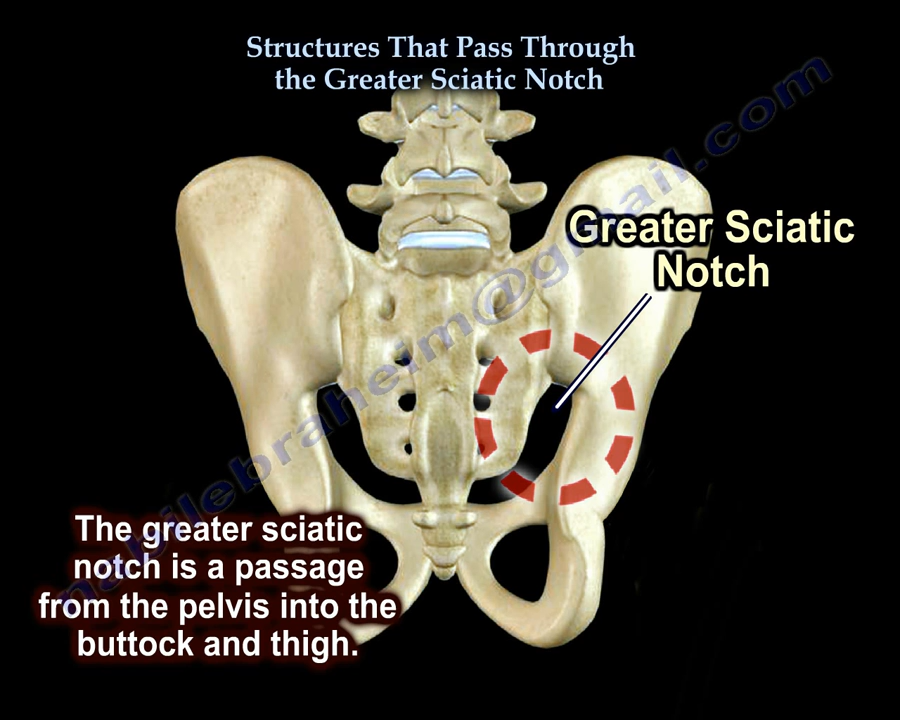 Structures That Pass Through
the Greater Sciatic Notch
Greater Sciatic
Notch
The greater sciatic
notch is a passage
from the pelvis into the
buttock and thigh.
nabilebraheim@gmail.com